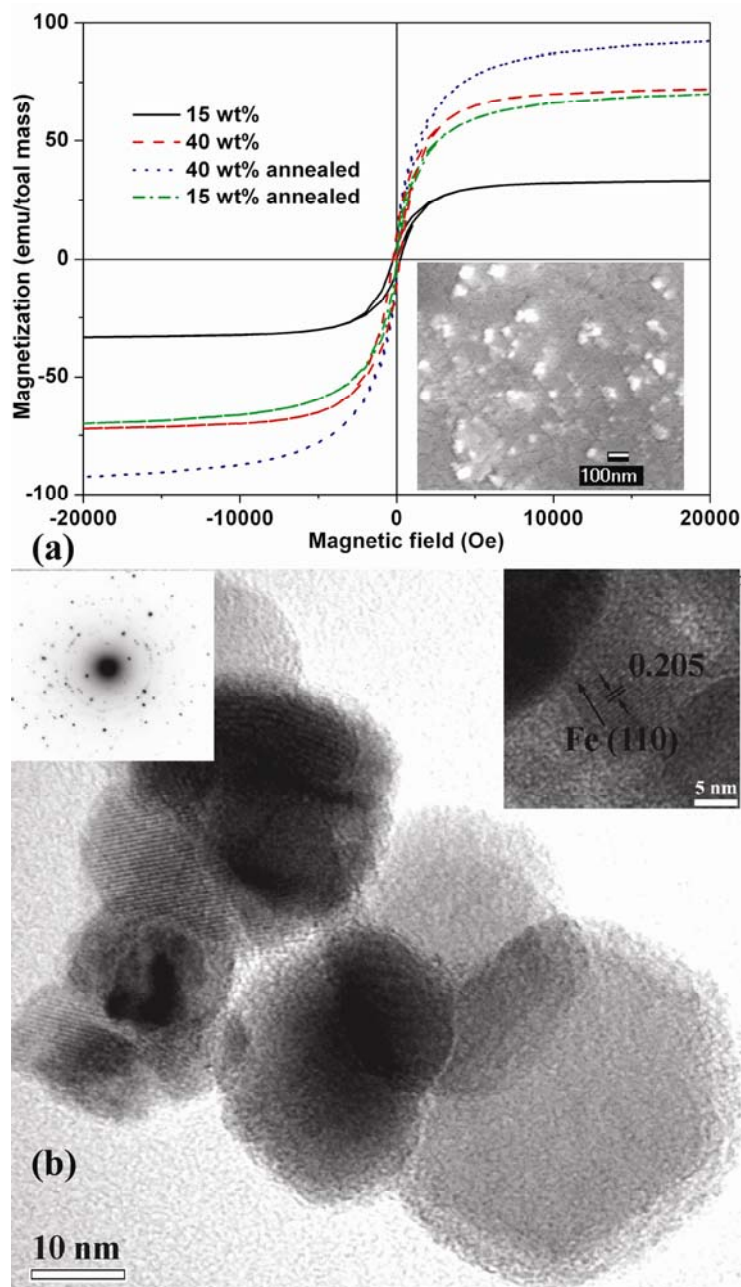 100
50
0
-50
-100
Magnetization (emu/toal mass)
15 wt%
40 wt%
40 wt% annealed
15 wt% annealed
100nm
-20000 -10000 0 10000 20000
Magnetic field (Oe)
(a)
0.205
Fe (110)
5 nm
(b)
10 nm